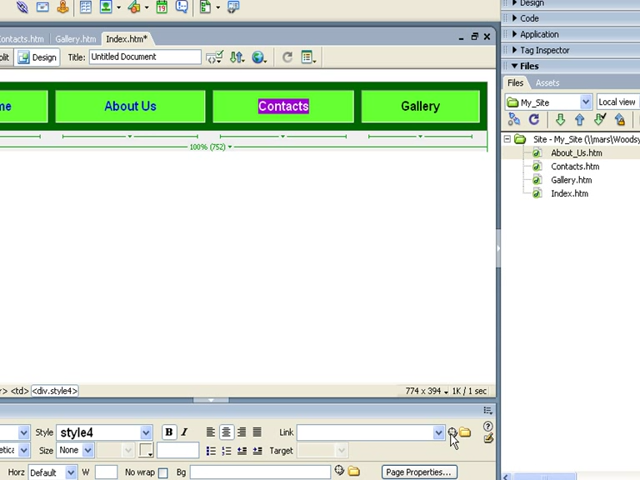 Design
Code
Application
Tag Inspector
Files
Files Assets
My_Site Local view
Site - My_Site (\\mars\Woodsy
About_Us.htm
Contacts.htm
Gallery.htm
Index.htm
Contacts.htm Gallery.htm Index.htm*
plit Design Title: Untitled Document
me About Us Contacts Gallery
100% (752)
> <td> <div.style4> 774 x 394 1K / 1 sec
Style style4 B I Link
etica Size None Target
Horz Default W No wrap Bg Page Properties...